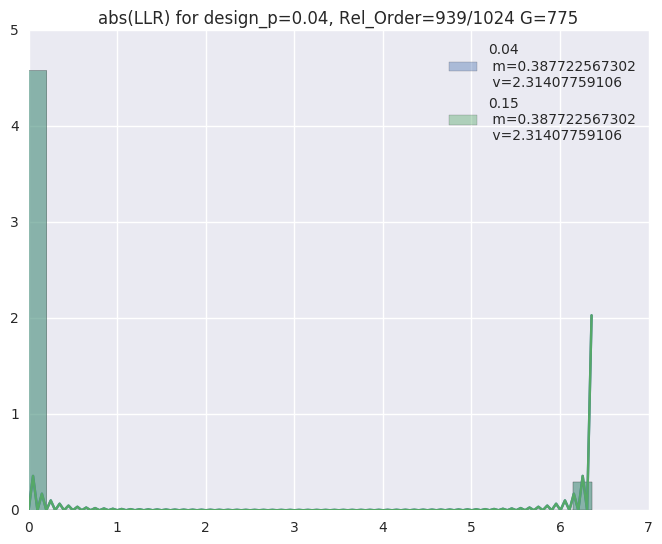 abs(LLR) for design_p=0.04, Rel_Order=939/1024 G=775
0.04
m=0.387722567302
v=2.31407759106
0.15
m=0.387722567302
v=2.31407759106
5
4
3
2
1
0
0 1 2 3 4 5 6 7